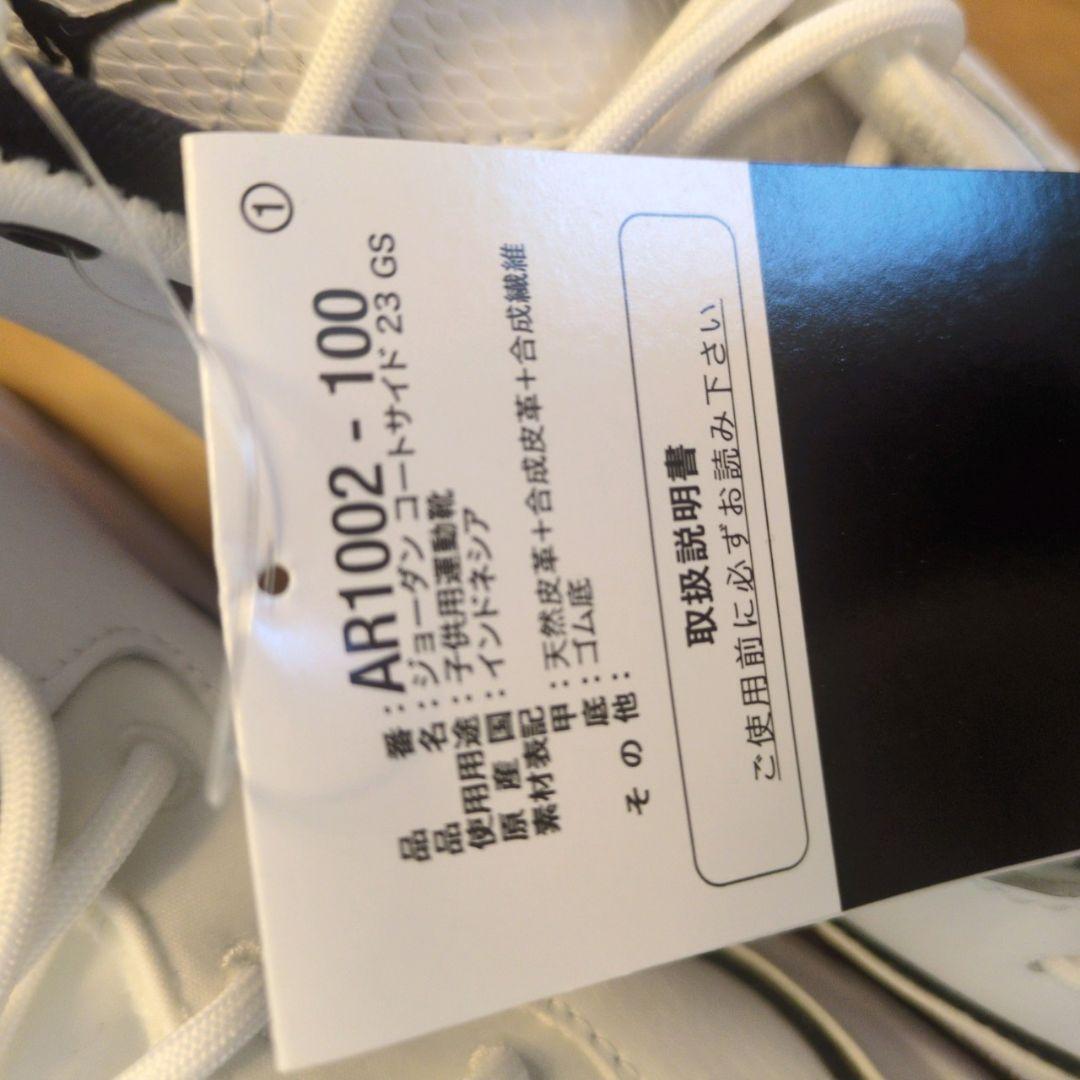 ①
品番：AR1002-100
品名：ジョーダン コートサイド 23 GS
使用用途：子供用運動靴
原産国：インドネシア
素材表記
甲：天然皮革＋合成皮革＋合成繊維
底：ゴム底
その他：
取扱説明書
ご使用前に必ずお読み下さい